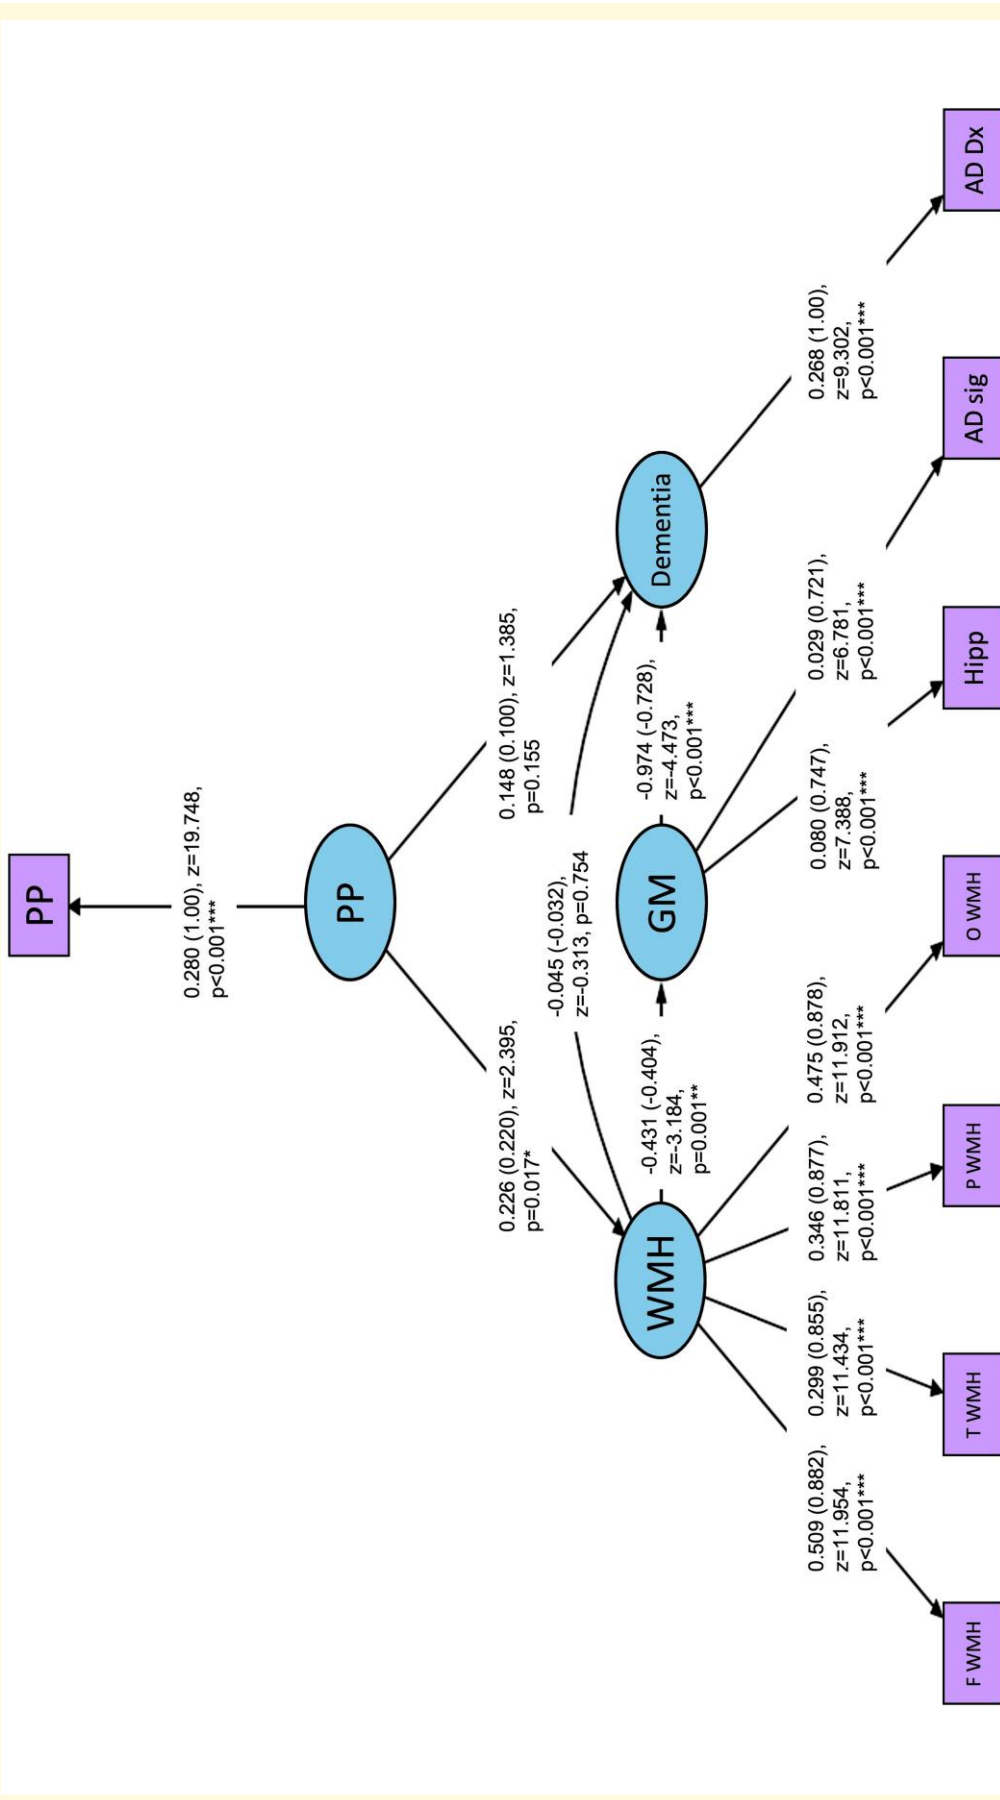 PP
0.280 (1.00), z=19.748,
p<0.001***
PP
0.226 (0.220), z=2.395,
p=0.017*
0.148 (0.100), z=1.385,
p=0.155
-0.045 (-0.032),
z=-0.313, p=0.754
WMH
-0.431 (-0.404),
z=-3.184,
p=0.001**
GM
-0.974 (-0.728),
z=-4.473,
p<0.001***
Dementia
0.509 (0.882),
z=11.954,
p<0.001***
0.299 (0.855),
z=11.434,
p<0.001***
0.346 (0.877),
z=11.811,
p<0.001***
0.475 (0.878),
z=11.912,
p<0.001***
0.080 (0.747),
z=7.388,
p<0.001***
0.029 (0.721),
z=6.781,
p<0.001***
0.268 (1.00),
z=9.302,
p<0.001***
F WMH
T WMH
P WMH
O WMH
Hipp
AD sig
AD Dx